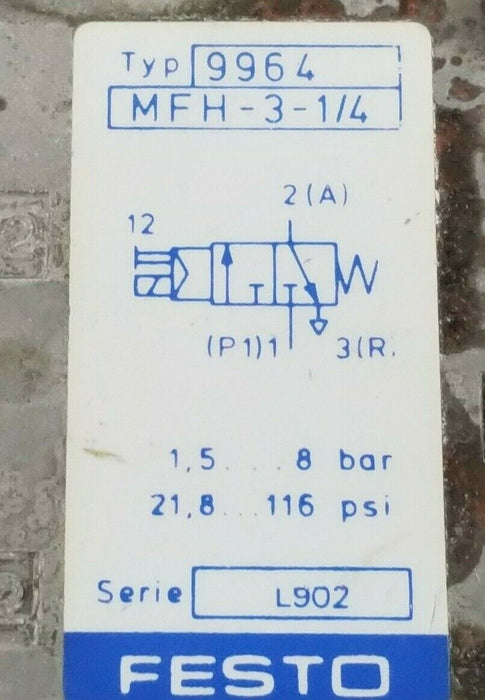 Typ 9964
MFH-3-1/4
2(A)
12
(P1)1 3(R.
1,5...8 bar
21,8...116 psi
Serie L902
FESTO